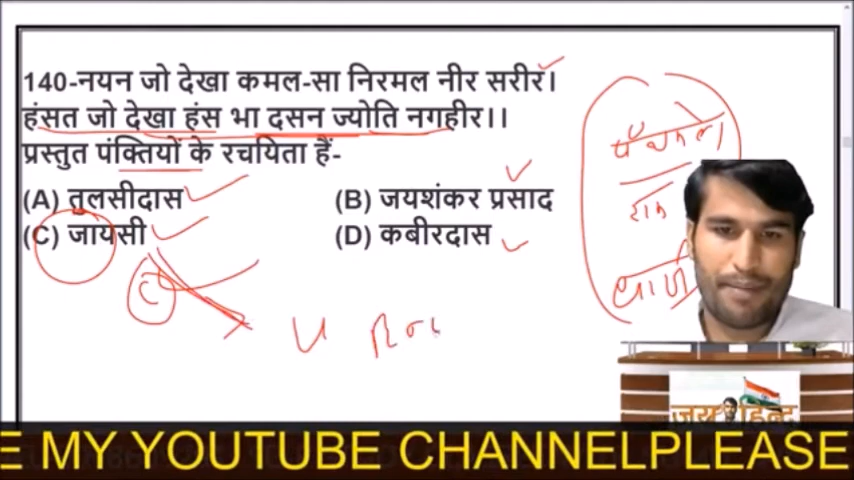 140-नयन जो देखा कमल-सा निरमल नीर सरीर।
हंसत जो देखा हंस भा दसन ज्योति नगहीर।।
प्रस्तुत पंक्तियों के रचयिता हैं-
(A) तुलसीदास (B) जयशंकर प्रसाद
(C) जायसी (D) कबीरदास
जय हिन्द
E MY YOUTUBE CHANNELPLEASE